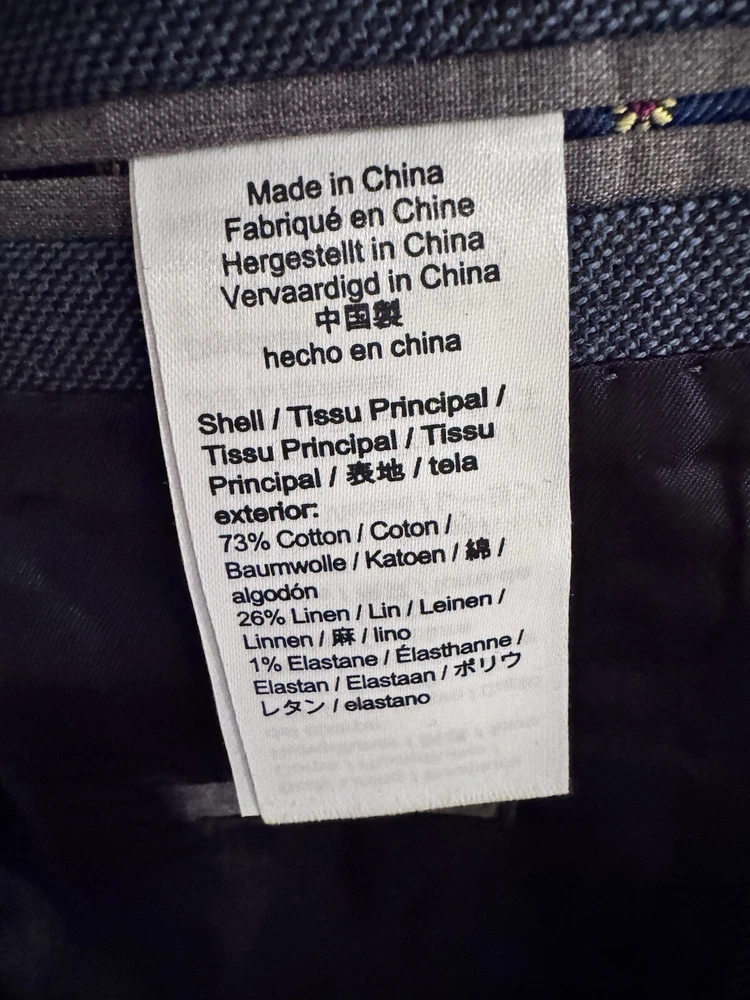 Made in China
Fabriqué en Chine
Hergestellt in China
Vervaardigd in China
中国製
hecho en china
Shell / Tissu Principal /
Tissu Principal / Tissu
Principal / 表地 / tela
exterior:
73% Cotton / Coton /
Baumwolle / Katoen / 綿 /
algodón
26% Linen / Lin / Leinen /
Linnen / 麻 / lino
1% Elastane / Élasthanne /
Elastan / Elastaan / ポリウ
レタン / elastano